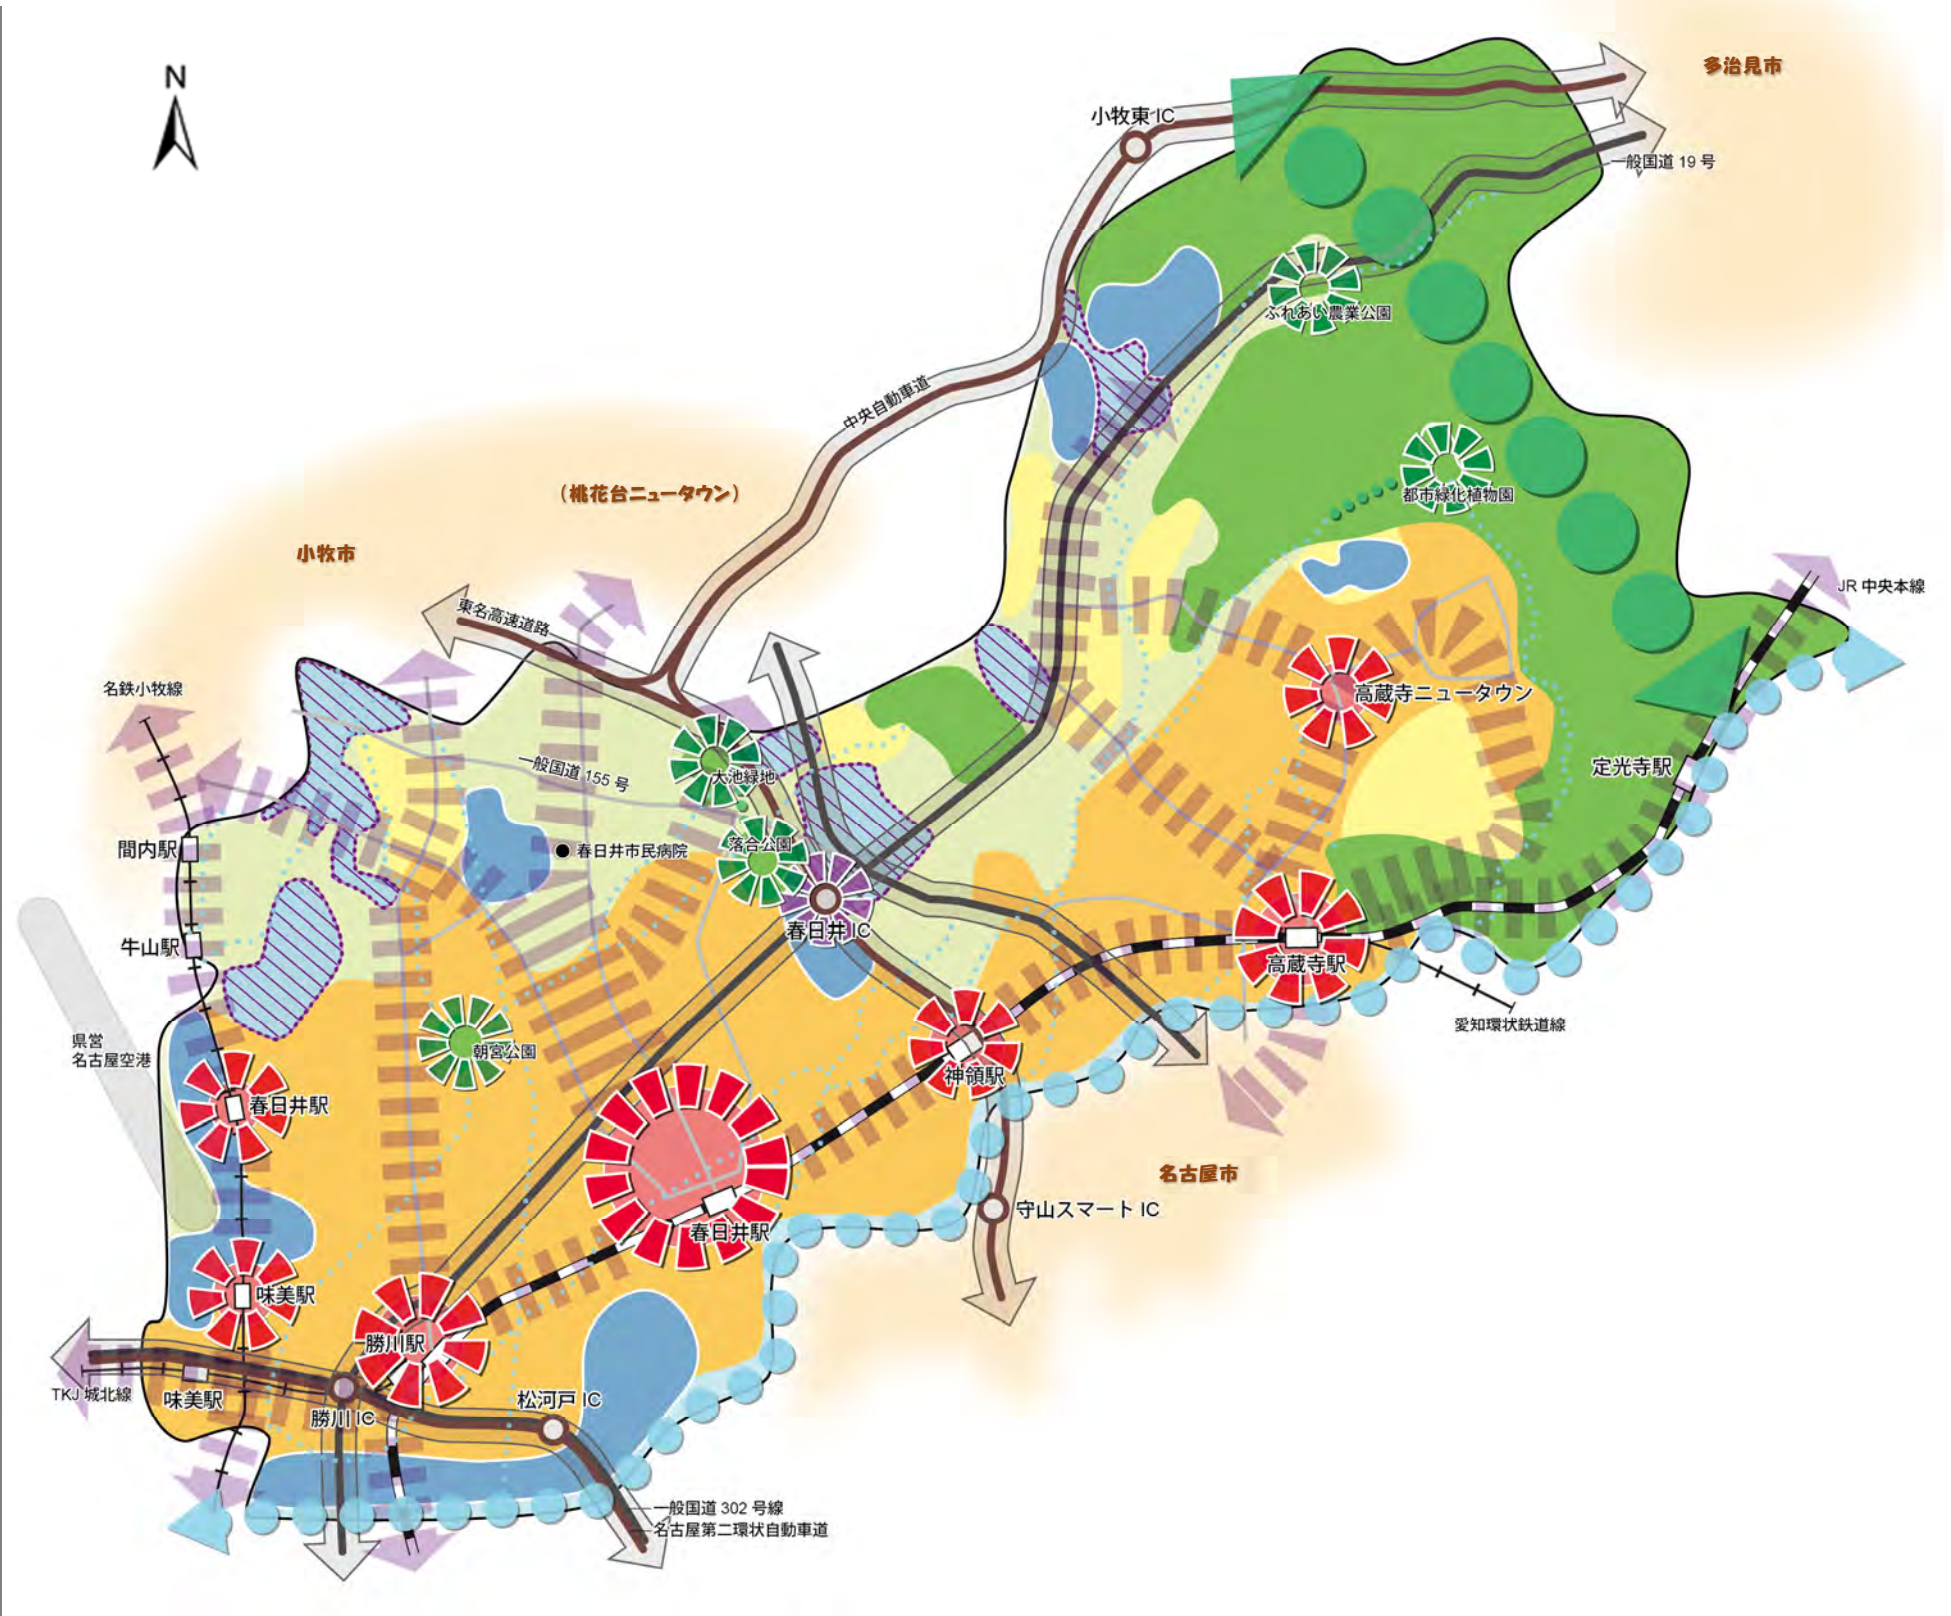 N
多治見市
小牧東 IC
一般国道 19 号
ふれあい農業公園
中央自動車道
(桃花台ニュータウン)
都市緑化植物園
小牧市
JR 中央本線
東名高速道路
名鉄小牧線
高蔵寺ニュータウン
定光寺駅
一般国道 155 号
大池緑地
間内駅
春日井市民病院
落合公園
春日井 IC
牛山駅
高蔵寺駅
愛知環状鉄道線
県営
名古屋空港
朝宮公園
神領駅
春日井駅
名古屋市
守山スマート IC
春日井駅
味美駅
勝川駅
TKJ 城北線
味美駅
勝川 IC
松河戸 IC
一般国道 302 号線
名古屋第二環状自動車道